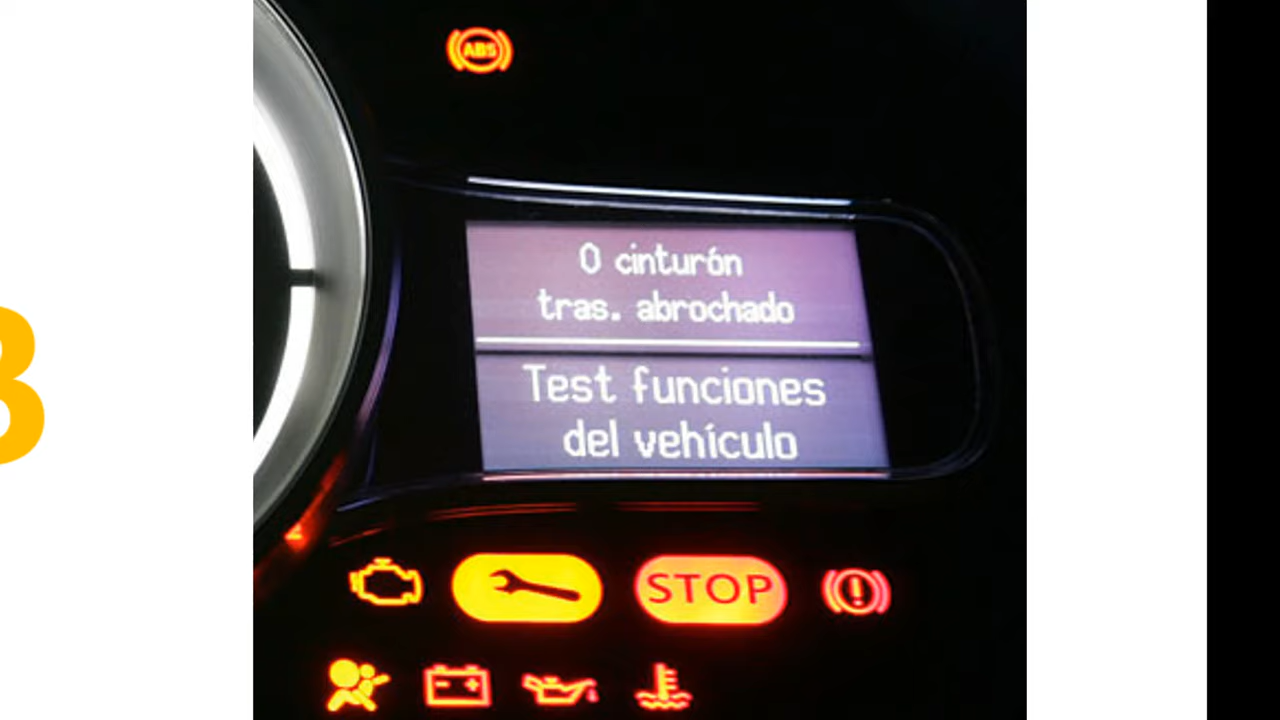 ABS
0 cinturón
tras. abrochado
Test funciones
del vehículo
STOP